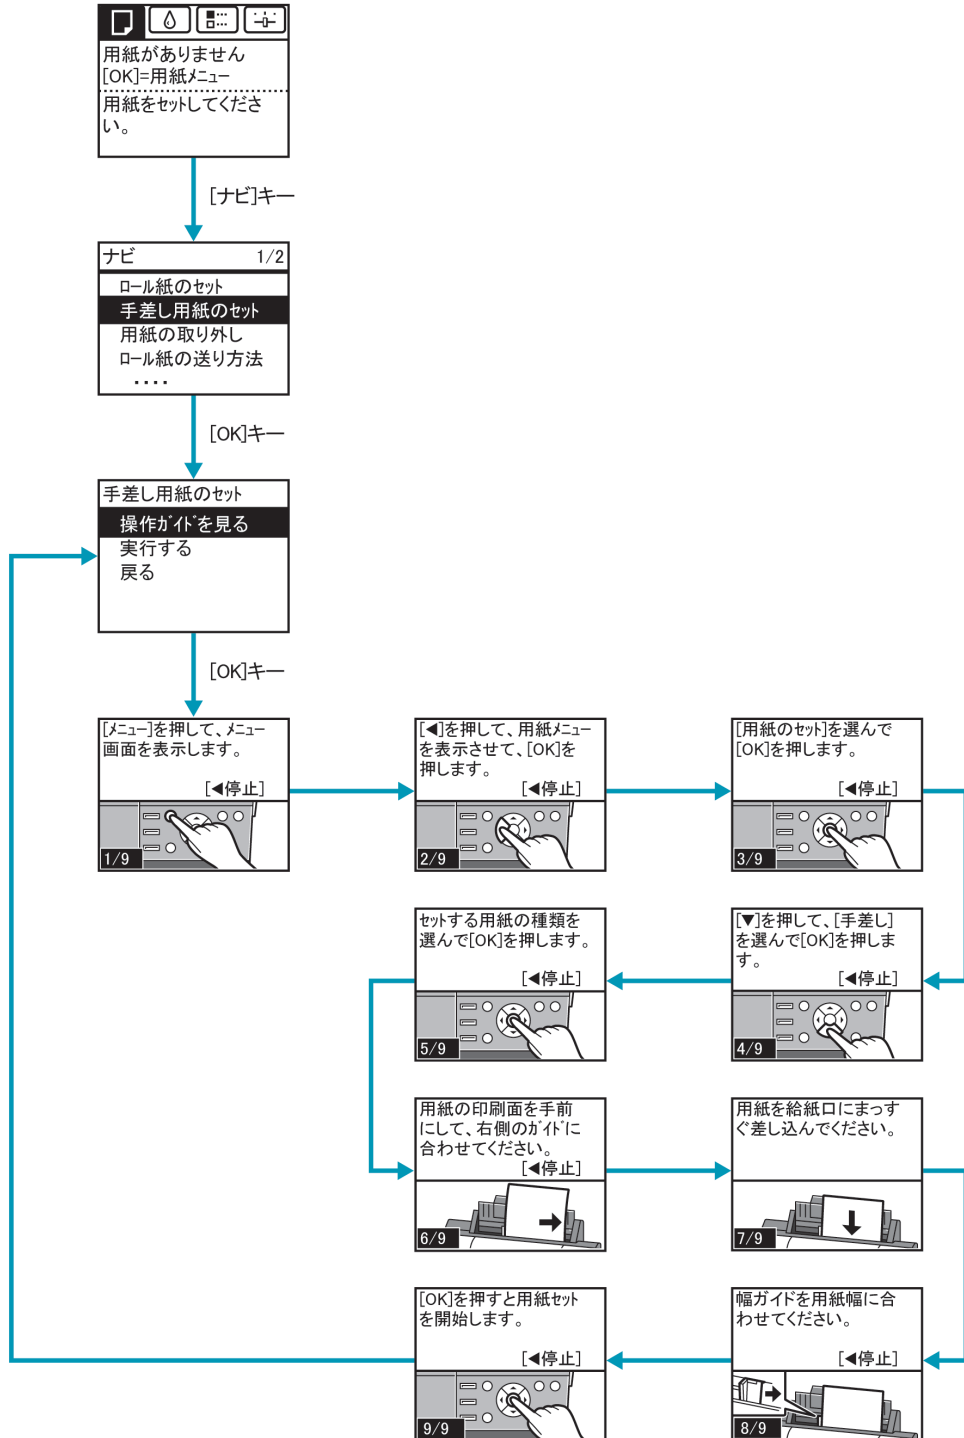 用紙がありません
[OK]=用紙メニュー
用紙をセットしてくださ
い。
[ナビ]キー
ナビ 1/2
ロール紙のセット
手差し用紙のセット
用紙の取り外し
ロール紙の送り方法
････
[OK]キー
手差し用紙のセット
操作ガイドを見る
実行する
戻る
[OK]キー
[メニュー]を押して、メニュー
画面を表示します。
[◀停止]
1/9
[◀]を押して、用紙メニュー
を表示させて、[OK]を
押します。
[◀停止]
2/9
[用紙のセット]を選んで
[OK]を押します。
[◀停止]
3/9
[▼]を押して、[手差し]
を選んで[OK]を押しま
す。
[◀停止]
4/9
セットする用紙の種類を
選んで[OK]を押します。
[◀停止]
5/9
用紙の印刷面を手前
にして、右側のガイドに
合わせてください。
[◀停止]
6/9
用紙を給紙口にまっす
ぐ差し込んでください。
7/9
幅ガイドを用紙幅に合
わせてください。
[◀停止]
8/9
[OK]を押すと用紙セット
を開始します。
[◀停止]
9/9